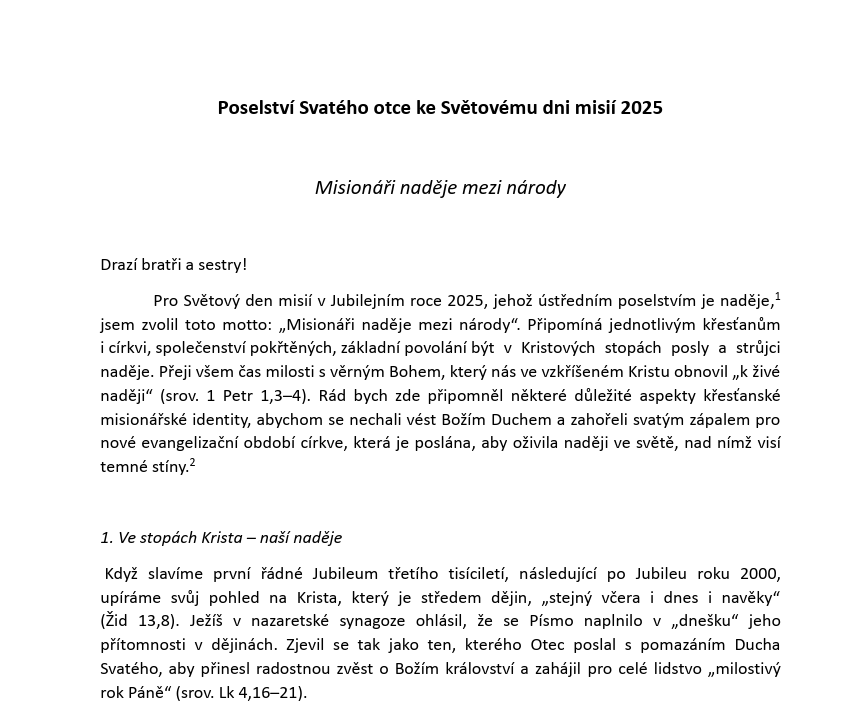 Poselství Svatého otce ke Světovému dni misií 2025
Misionáři naděje mezi národy
Drazí bratři a sestry!
Pro Světový den misií v Jubilejním roce 2025, jehož ústředním poselstvím je naděje,1
jsem zvolil toto motto: „Misionáři naděje mezi národy“. Připomíná jednotlivým křesťanům
i církvi, společenství pokřtěných, základní povolání být v Kristových stopách posly a strůjci
naděje. Přeji všem čas milosti s věrným Bohem, který nás ve vzkříšeném Kristu obnovil „k živé
naději“ (srov. 1 Petr 1,3–4). Rád bych zde připomněl některé důležité aspekty křesťanské
misionářské identity, abychom se nechali vést Božím Duchem a zahořeli svatým zápalem pro
nové evangelizační období církve, která je poslána, aby oživila naději ve světě, nad nímž visí
temné stíny.2
1. Ve stopách Krista – naší naděje
Když slavíme první řádné Jubileum třetího tisíciletí, následující po Jubileu roku 2000,
upíráme svůj pohled na Krista, který je středem dějin, „stejný včera i dnes i navěky“
(Žid 13,8). Ježíš v nazaretské synagoze ohlásil, že se Písmo naplnilo v „dnešku“ jeho
přítomnosti v dějinách. Zjevil se tak jako ten, kterého Otec poslal s pomazáním Ducha
Svatého, aby přinesl radostnou zvěst o Božím království a zahájil pro celé lidstvo „milostivý
rok Páně“ (srov. Lk 4,16–21).